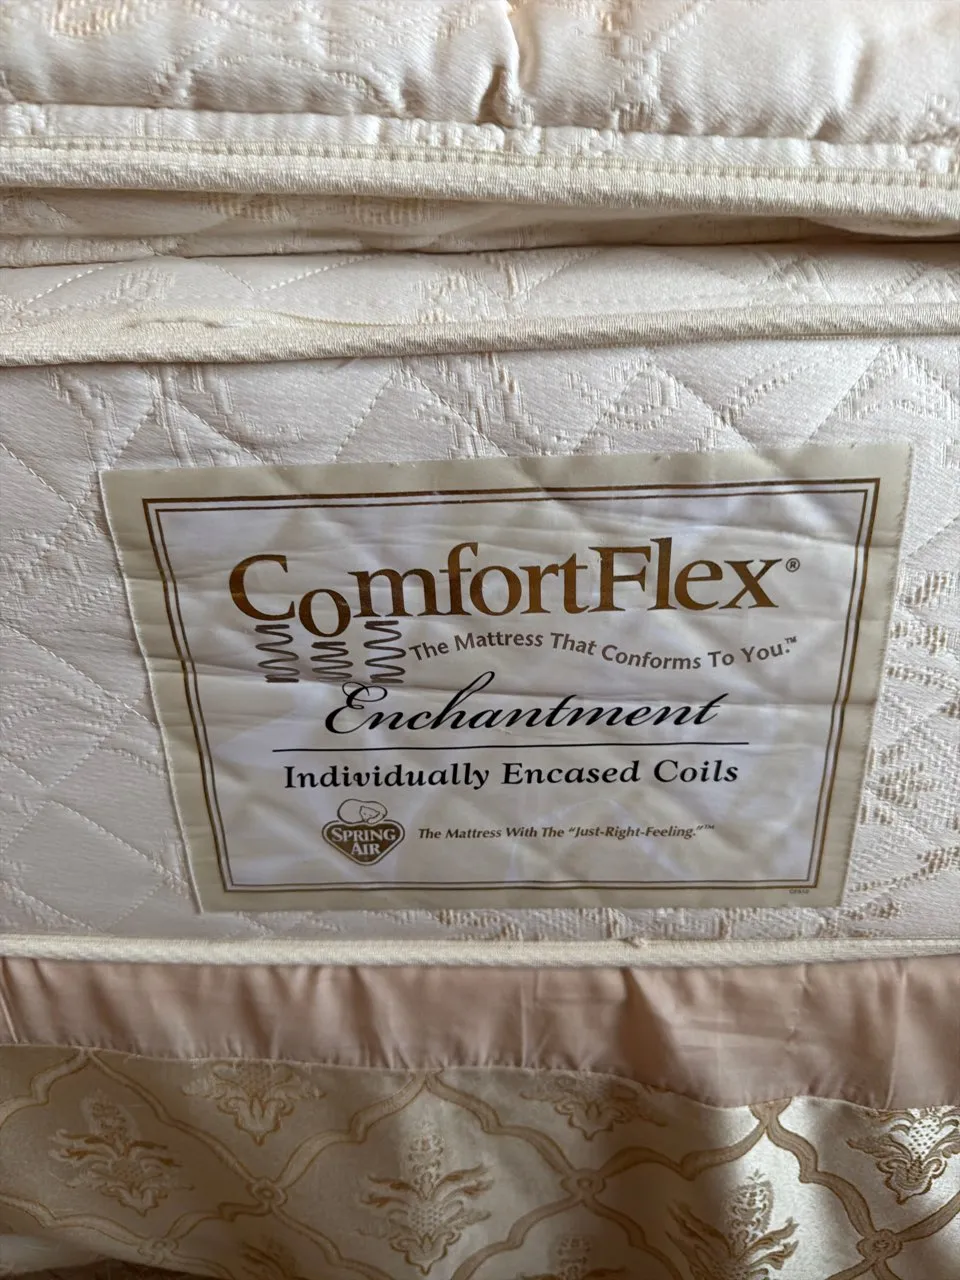 ComfortFlex®
The Mattress That Conforms To You.™
Enchantment
Individually Encased Coils
SPRING
AIR
The Mattress With The "Just-Right-Feeling."™